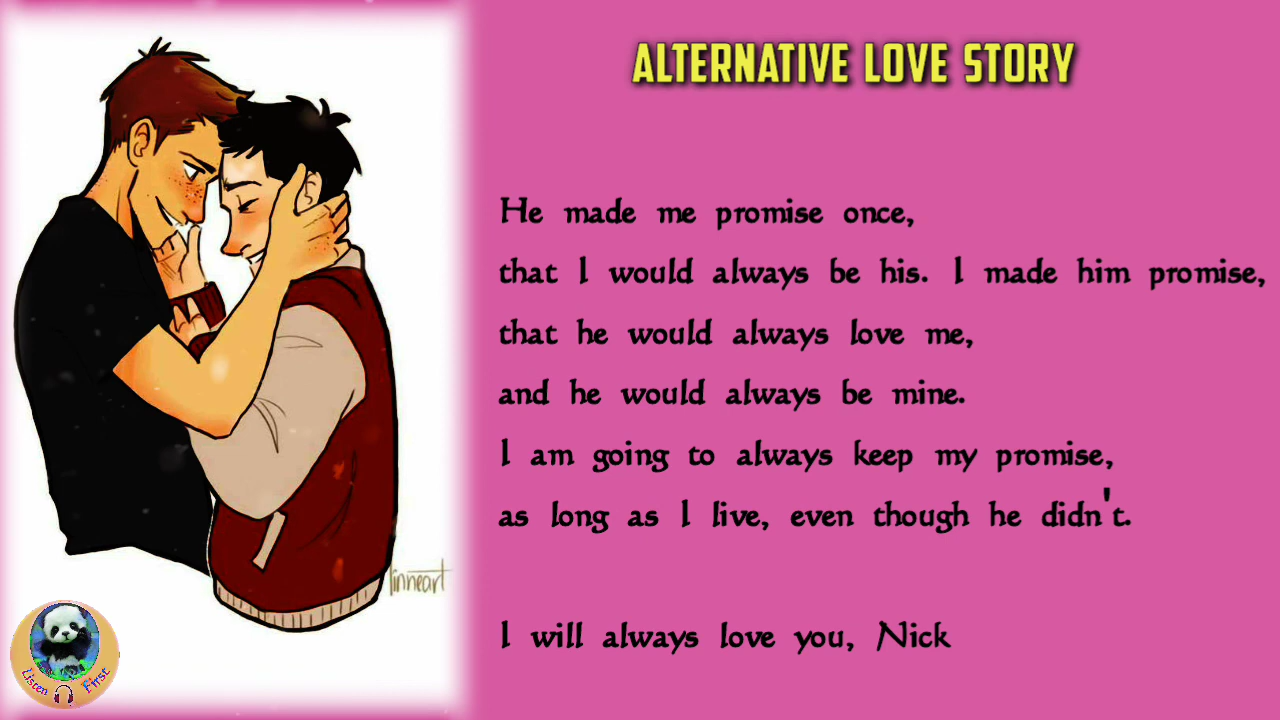 ALTERNATIVE LOVE STORY
He made me promise once,
that I would always be his. I made him promise,
that he would always love me,
and he would always be mine.
I am going to always keep my promise,
as long as I live, even though he didn't.
I will always love you, Nick
linneart
Listen First